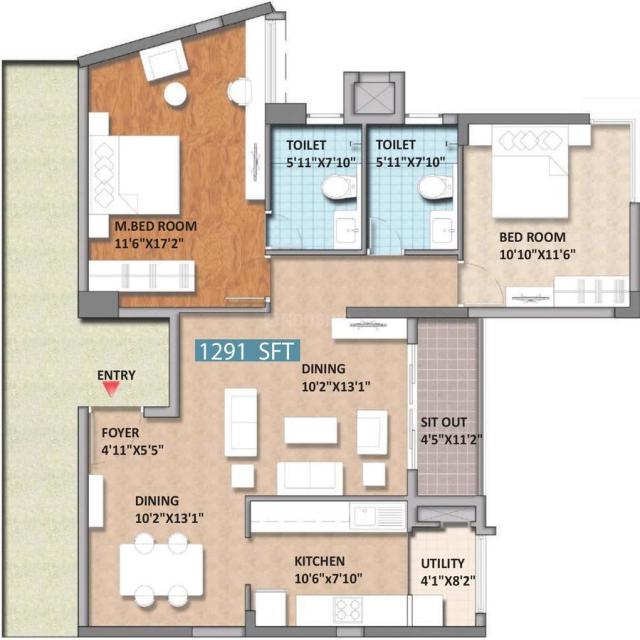 TOILET
5'11"X7'10"
TOILET
5'11"X7'10"
M.BED ROOM
11'6"X17'2"
BED ROOM
10'10"X11'6"
1291 SFT
DINING
10'2"X13'1"
ENTRY
SIT OUT
4'5"X11'2"
FOYER
4'11"X5'5"
DINING
10'2"X13'1"
KITCHEN
10'6"x7'10"
UTILITY
4'1"X8'2"